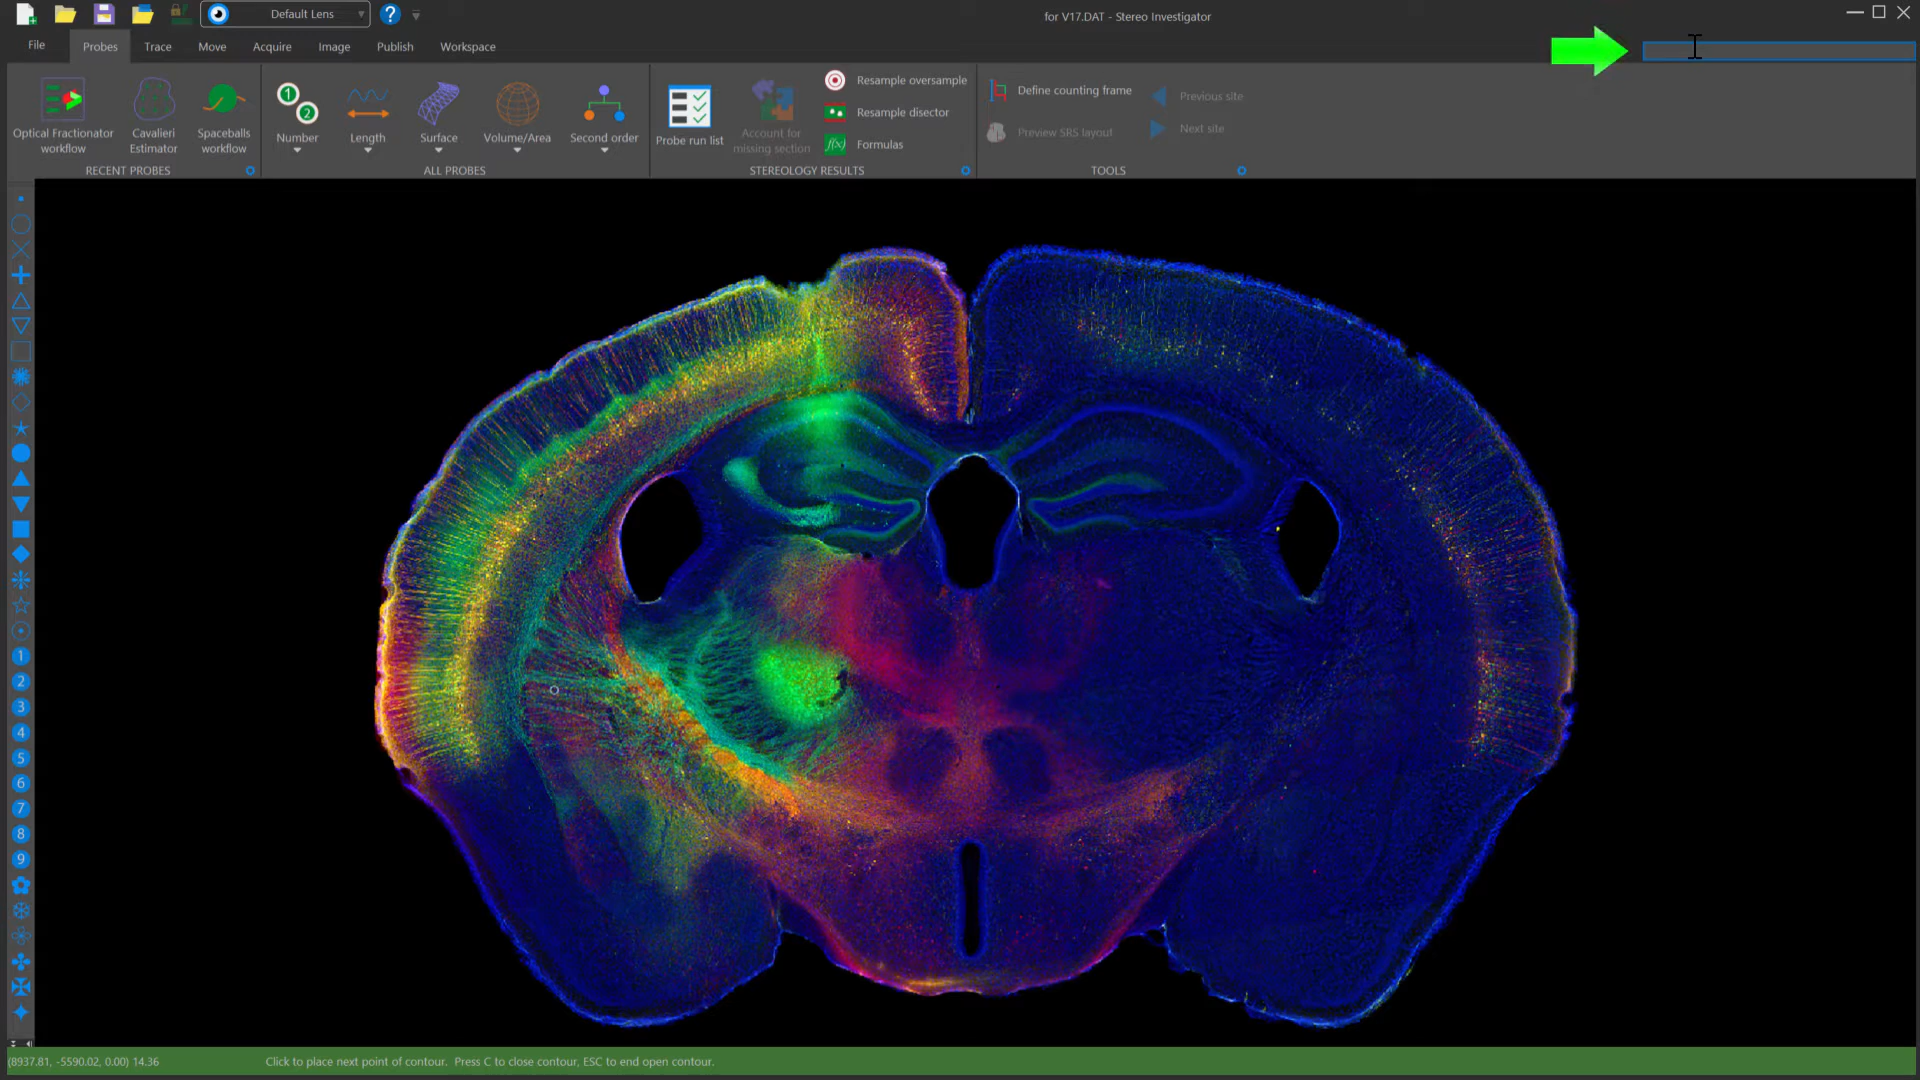 Default Lens
for V17.DAT - Stereo Investigator
File
Probes
Trace
Move
Acquire
Image
Publish
Workspace
Optical Fractionator
workflow
Cavalieri
Estimator
Spaceballs
workflow
RECENT PROBES
1
2
Number
Length
Surface
Volume/Area
Second order
ALL PROBES
Probe run list
Account for
missing section
Resample oversample
Resample disector
f(x)
Formulas
STEREOLOGY RESULTS
Define counting frame
Preview SRS layout
Previous site
Next site
TOOLS
1
2
3
4
5
6
7
8
9
(8937.81, -5590.02, 0.00) 14.36
Click to place next point of contour. Press C to close contour, ESC to end open contour.